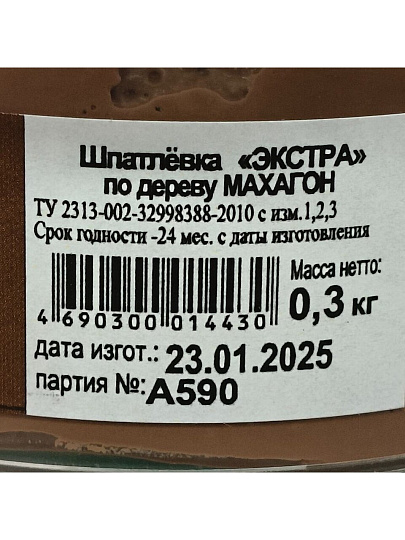 Шпатлёвка «ЭКСТРА»
по дереву МАХАГОН
ТУ 2313-002-32998388-2010 с изм.1,2,3
Срок годности -24 мес. с даты изготовления
Масса нетто:
0,3 кг
4 690300 014430
дата изгот.: 23.01.2025
партия №: А590